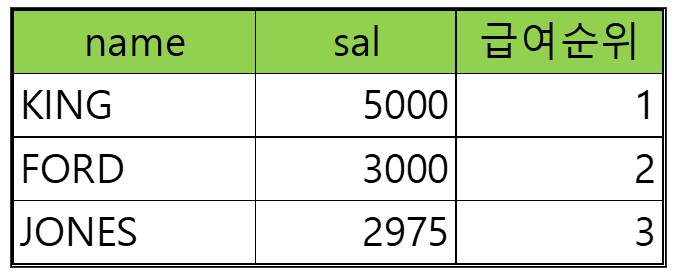 name sal 급여순위
KING 5000 1
FORD 3000 2
JONES 2975 3